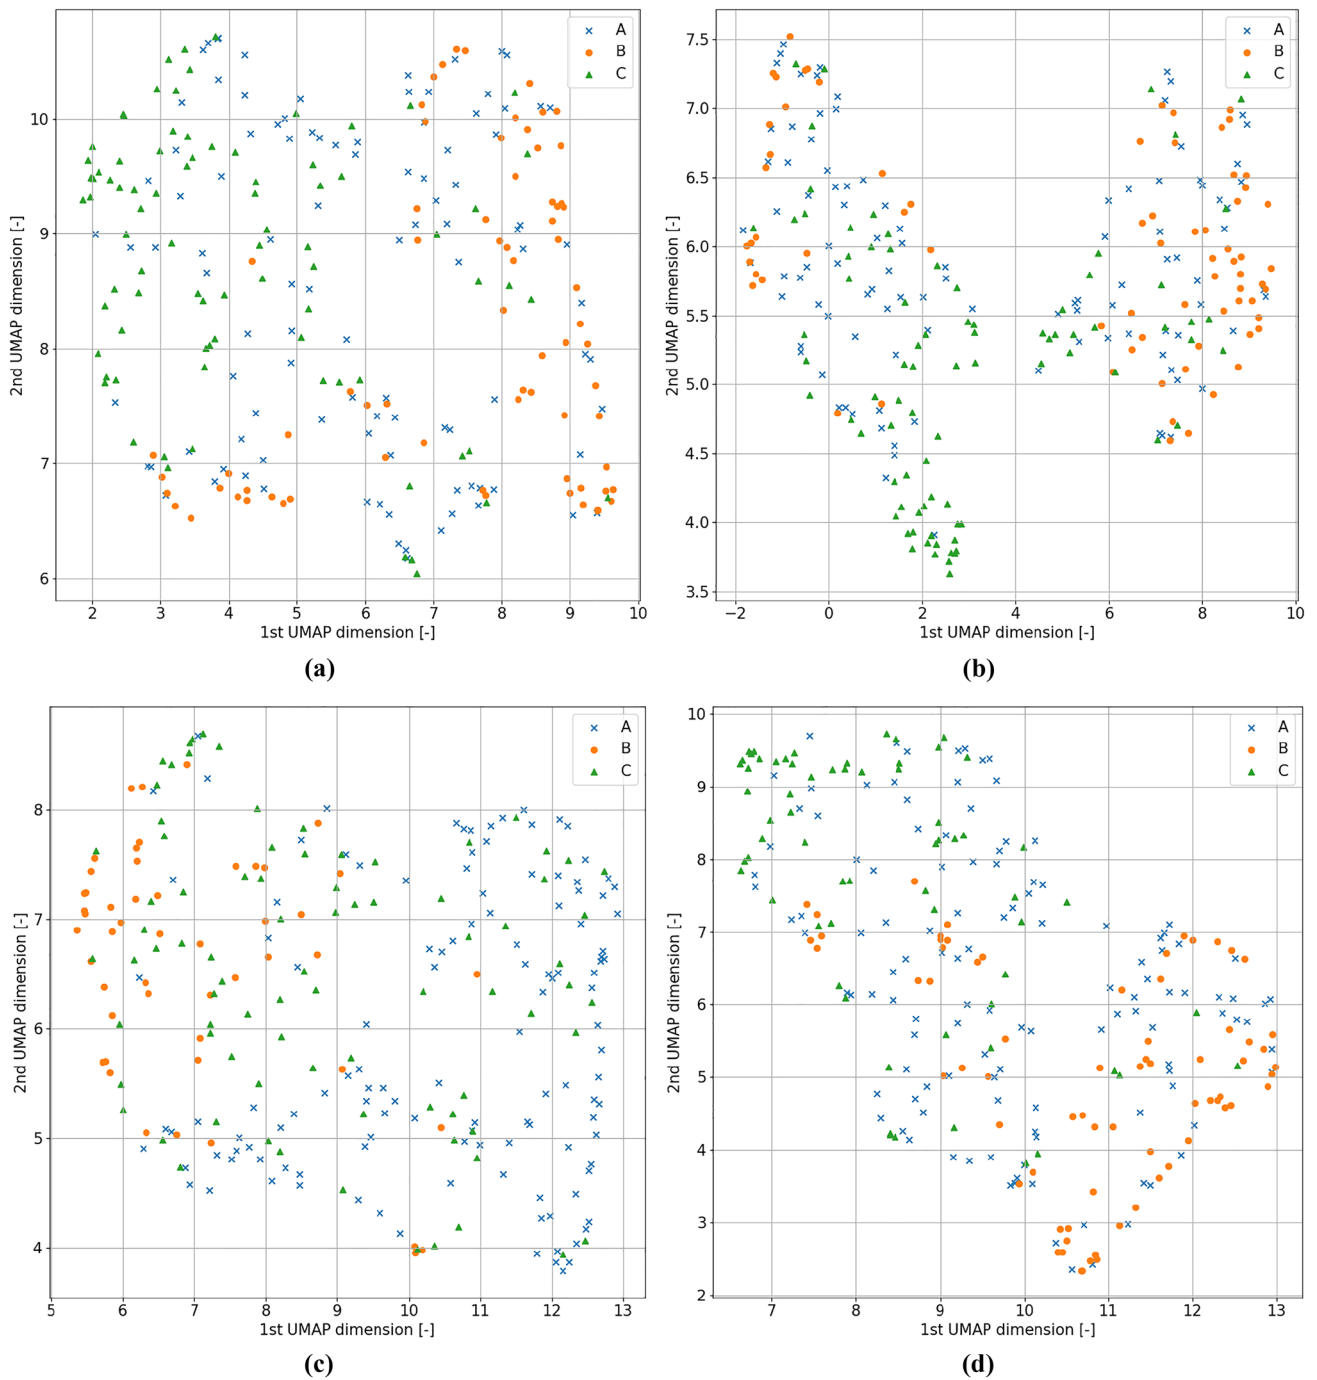 10
9
8
7
6
2nd UMAP dimension [-]
A
B
C
2 3 4 5 6 7 8 9 10
1st UMAP dimension [-]
(a)
7.5
7.0
6.5
6.0
5.5
5.0
4.5
4.0
3.5
2nd UMAP dimension [-]
A
B
C
−2 0 2 4 6 8 10
1st UMAP dimension [-]
(b)
8
7
6
5
4
2nd UMAP dimension [-]
A
B
C
5 6 7 8 9 10 11 12 13
1st UMAP dimension [-]
(c)
10
9
8
7
6
5
4
3
2
2nd UMAP dimension [-]
A
B
C
7 8 9 10 11 12 13
1st UMAP dimension [-]
(d)